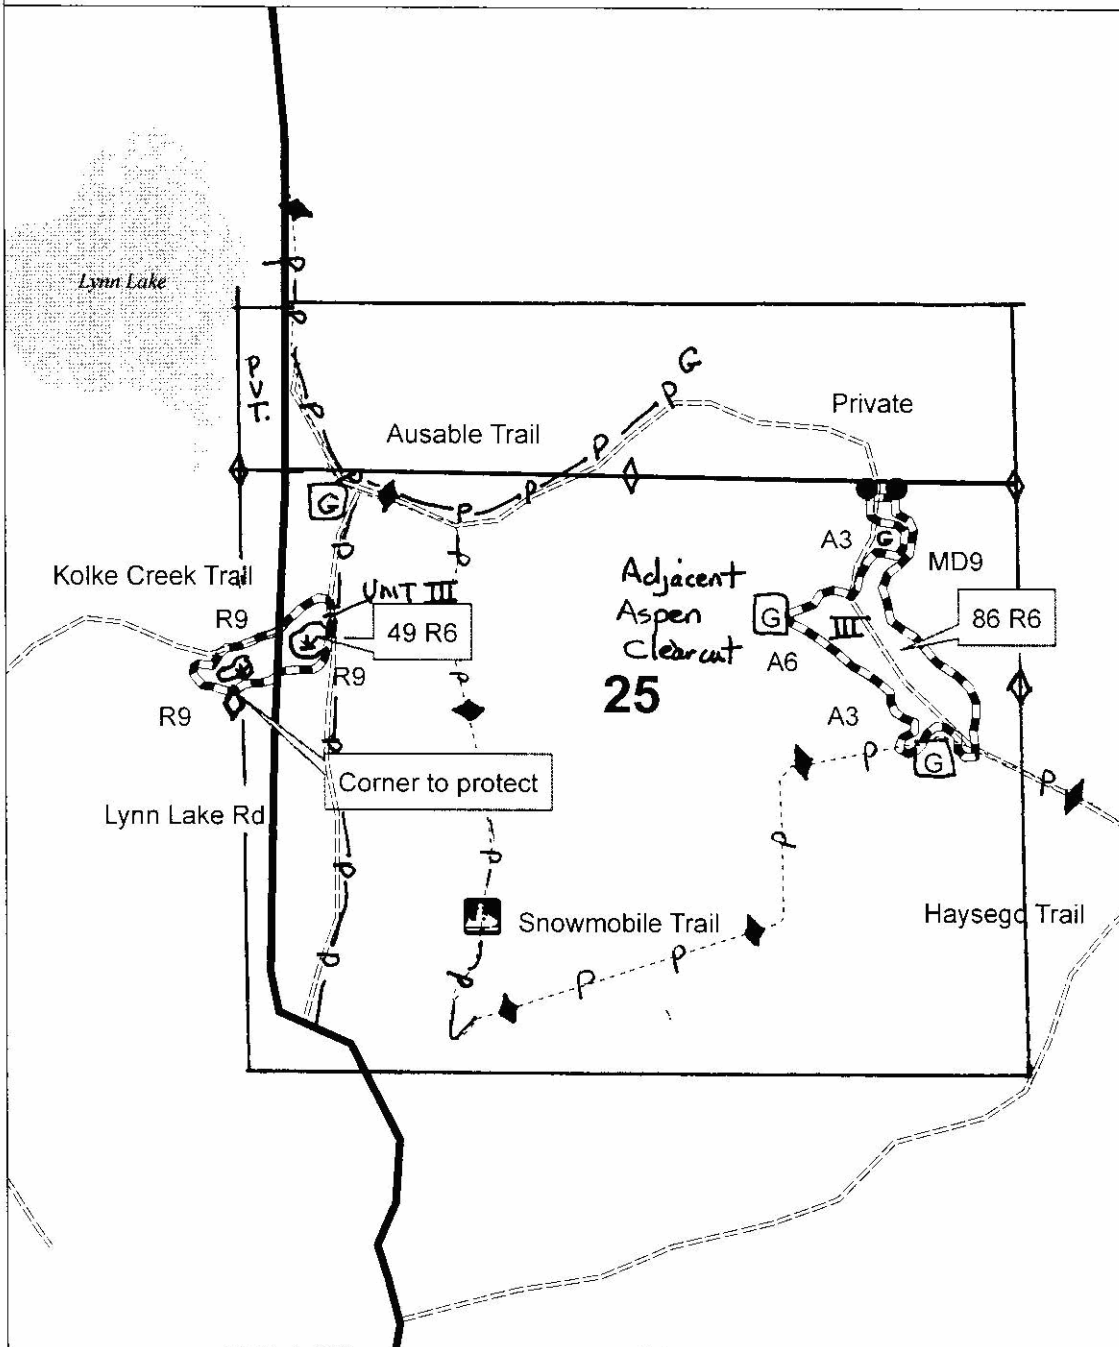 Lynn Lake
PVT.
G
Ausable Trail
Private
P
P
P
P
P
G
A3
G
MD9
Kolke Creek Trail
R9
UNIT III
49 R6
R9
R9
Adjacent
Aspen
Clearcut
25
G
III
86 R6
A6
A3
G
P
P
P
Corner to protect
Lynn Lake Rd
P
Snowmobile Trail
Haysego Trail
P
P